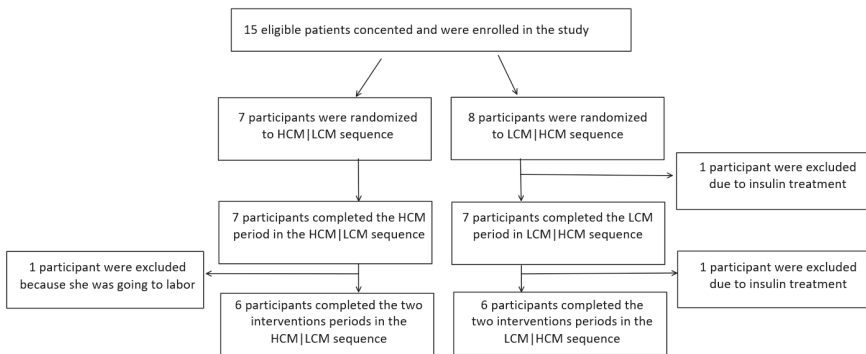 15 eligible patients concented and were enrolled in the study
7 participants were randomized
to HCM|LCM sequence
8 participants were randomized
to LCM|HCM sequence
1 participant were excluded
due to insulin treatment
7 participants completed the HCM
period in the HCM|LCM sequence
7 participants completed the LCM
period in LCM|HCM sequence
1 participant were excluded
because she was going to labor
1 participant were excluded
due to insulin treatment
6 participants completed the two
interventions periods in the
HCM|LCM sequence
6 participants completed the
two interventions periods in the
LCM|HCM sequence